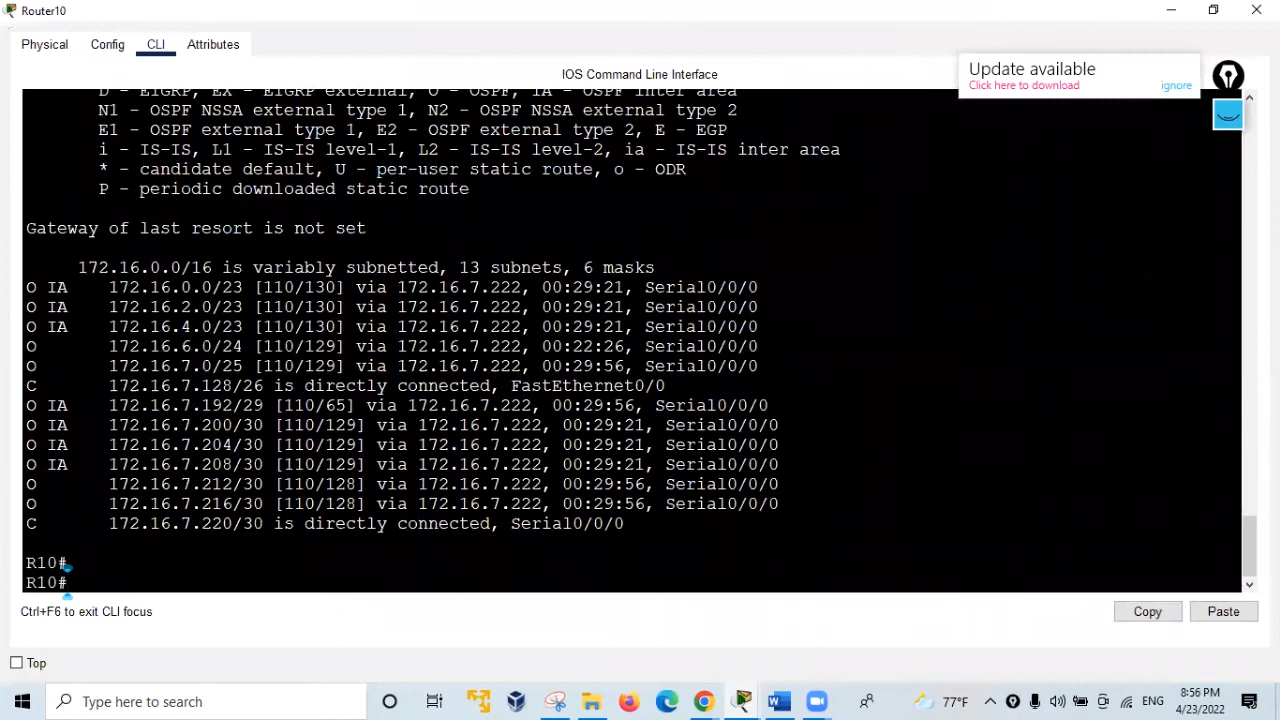 Router10
Physical Config CLI Attributes
IOS Command Line Interface
Update available
Click here to download ignore
D - EIGRP, EX - EIGRP external, O - OSPF, IA - OSPF inter area
N1 - OSPF NSSA external type 1, N2 - OSPF NSSA external type 2
E1 - OSPF external type 1, E2 - OSPF external type 2, E - EGP
i - IS-IS, L1 - IS-IS level-1, L2 - IS-IS level-2, ia - IS-IS inter area
* - candidate default, U - per-user static route, o - ODR
P - periodic downloaded static route
Gateway of last resort is not set
172.16.0.0/16 is variably subnetted, 13 subnets, 6 masks
O IA 172.16.0.0/23 [110/130] via 172.16.7.222, 00:29:21, Serial0/0/0
O IA 172.16.2.0/23 [110/130] via 172.16.7.222, 00:29:21, Serial0/0/0
O IA 172.16.4.0/23 [110/130] via 172.16.7.222, 00:29:21, Serial0/0/0
O 172.16.6.0/24 [110/129] via 172.16.7.222, 00:22:26, Serial0/0/0
O 172.16.7.0/25 [110/129] via 172.16.7.222, 00:29:56, Serial0/0/0
C 172.16.7.128/26 is directly connected, FastEthernet0/0
O IA 172.16.7.192/29 [110/65] via 172.16.7.222, 00:29:56, Serial0/0/0
O IA 172.16.7.200/30 [110/129] via 172.16.7.222, 00:29:21, Serial0/0/0
O IA 172.16.7.204/30 [110/129] via 172.16.7.222, 00:29:21, Serial0/0/0
O IA 172.16.7.208/30 [110/129] via 172.16.7.222, 00:29:21, Serial0/0/0
O 172.16.7.212/30 [110/128] via 172.16.7.222, 00:29:56, Serial0/0/0
O 172.16.7.216/30 [110/128] via 172.16.7.222, 00:29:56, Serial0/0/0
C 172.16.7.220/30 is directly connected, Serial0/0/0
R10#
R10#
Ctrl+F6 to exit CLI focus
Copy Paste
Top
Type here to search
77°F
ENG
8:56 PM
4/23/2022